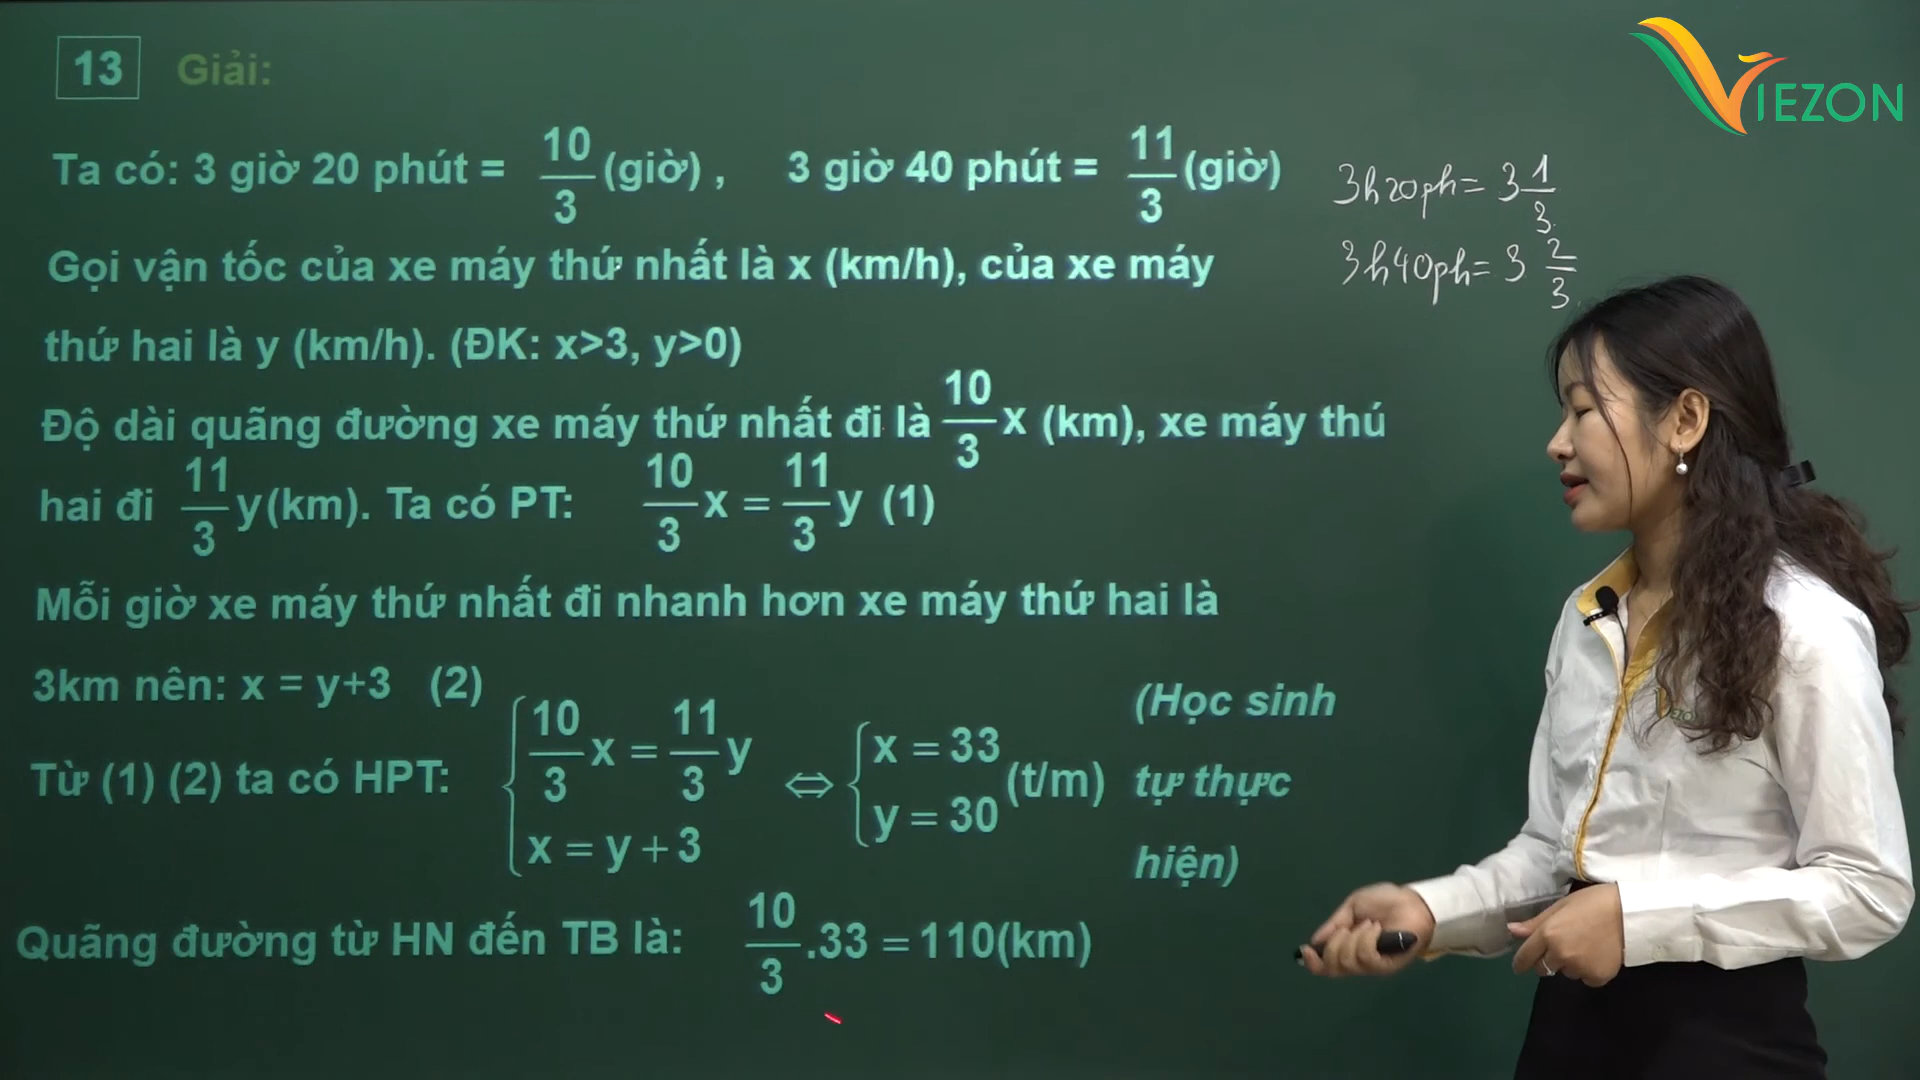 13 Giải:
VIEZON
Ta có: 3 giờ 20 phút = 10/3 (giờ) , 3 giờ 40 phút = 11/3 (giờ)
3h20ph = 3 1/3
3h40ph = 3 2/3
Gọi vận tốc của xe máy thứ nhất là x (km/h), của xe máy
thứ hai là y (km/h). (ĐK: x>3, y>0)
Độ dài quãng đường xe máy thứ nhất đi là 10/3 x (km), xe máy thứ
hai đi 11/3 y(km). Ta có PT: 10/3 x = 11/3 y (1)
Mỗi giờ xe máy thứ nhất đi nhanh hơn xe máy thứ hai là
3km nên: x = y+3 (2)
Từ (1) (2) ta có HPT: { 10/3 x = 11/3 y
x = y + 3
⇔ { x = 33
y = 30 (t/m)
(Học sinh
tự thực
hiện)
Quãng đường từ HN đến TB là: 10/3 .33 = 110(km)